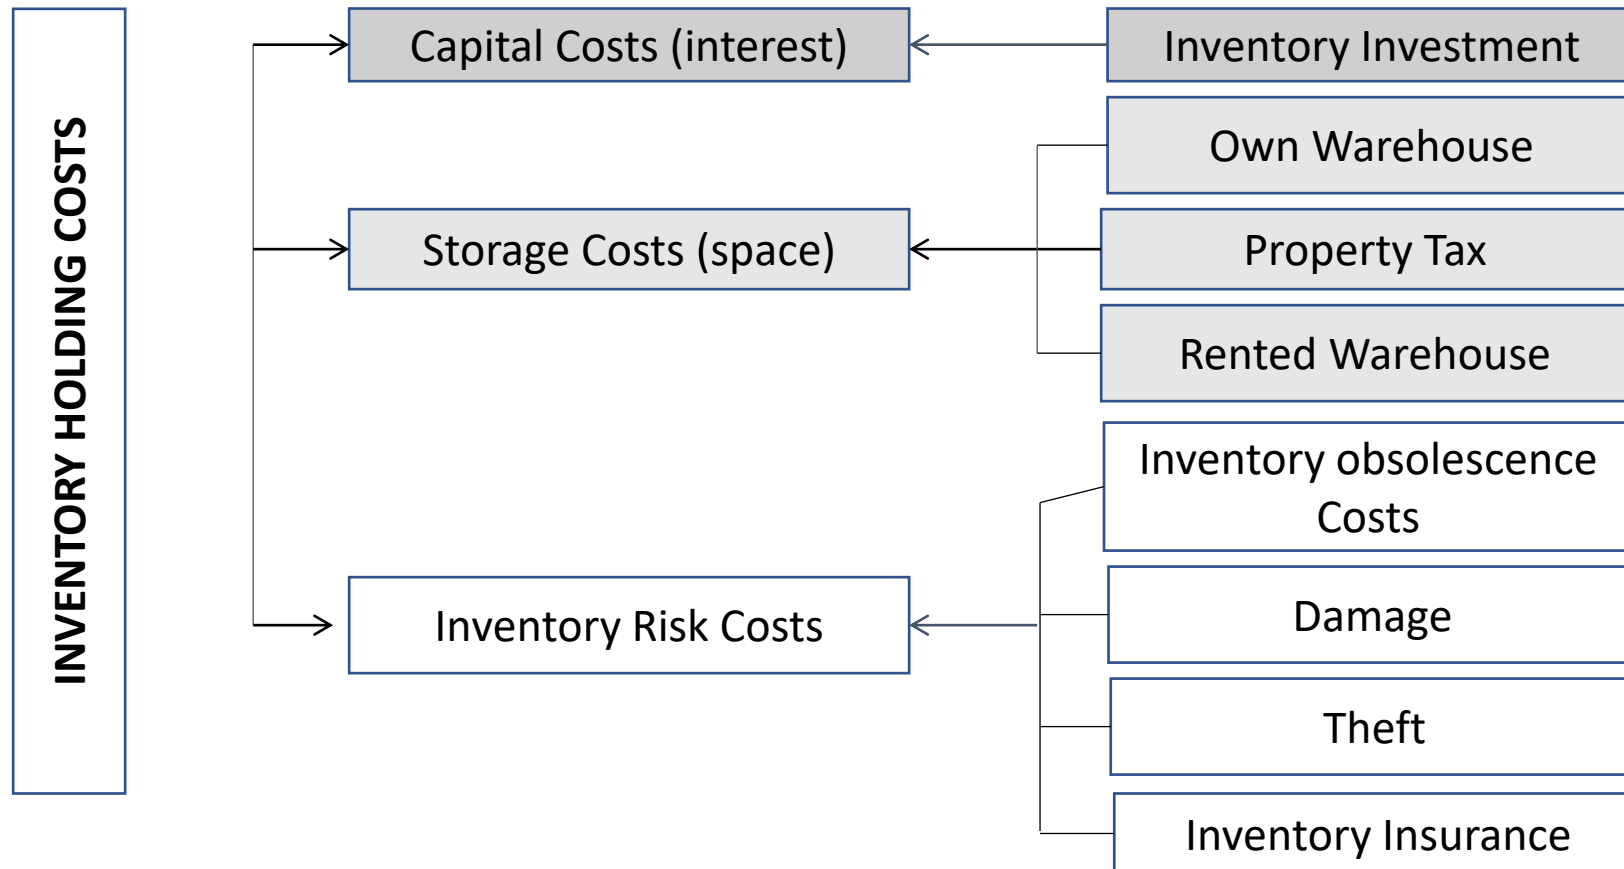 INVENTORY HOLDING COSTS
Capital Costs (interest)
Inventory Investment
Own Warehouse
Storage Costs (space)
Property Tax
Rented Warehouse
Inventory obsolescence
Costs
Inventory Risk Costs
Damage
Theft
Inventory Insurance